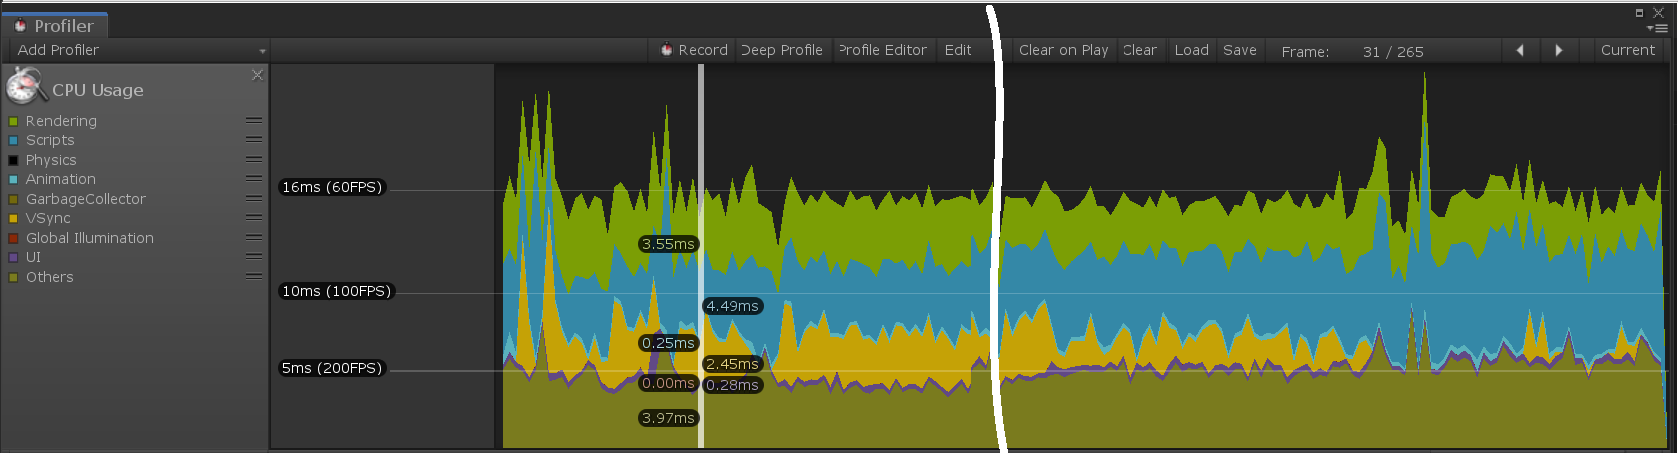 Profiler
Add Profiler Record Deep Profile Profile Editor Edit Clear on Play Clear Load Save Frame: 31 / 265 Current
CPU Usage
Rendering
Scripts
Physics
Animation
GarbageCollector
VSync
Global Illumination
UI
Others
16ms (60FPS)
10ms (100FPS)
5ms (200FPS)
3.55ms
4.49ms
0.25ms
2.45ms
0.00ms
0.28ms
3.97ms